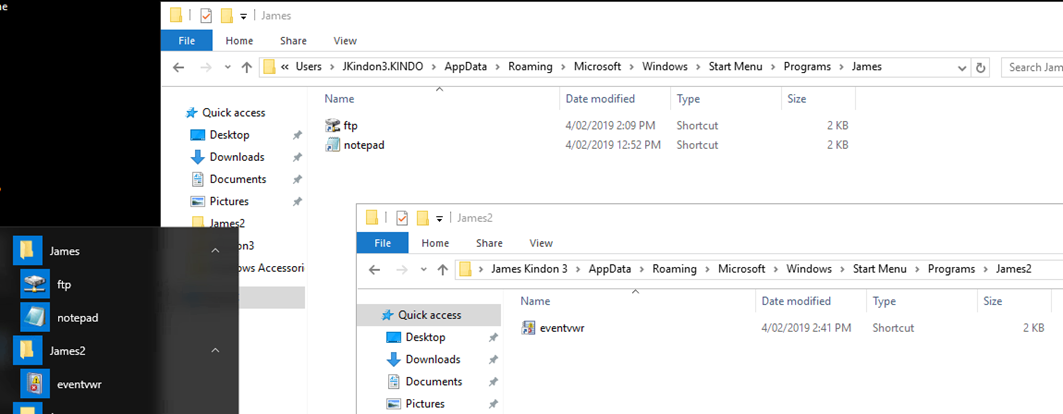 ne
James
File Home Share View
« Users › JKindon3.KINDO › AppData › Roaming › Microsoft › Windows › Start Menu › Programs › James
Search Jam
Name Date modified Type Size
Quick access
Desktop
Downloads
Documents
Pictures
James2
on3
ows Accessori
ftp 4/02/2019 2:09 PM Shortcut 2 KB
notepad 4/02/2019 12:52 PM Shortcut 2 KB
James
ftp
notepad
James2
eventvwr
James2
File Home Share View
› James Kindon 3 › AppData › Roaming › Microsoft › Windows › Start Menu › Programs › James2
Name Date modified Type Size
Quick access
Desktop
Downloads
Documents
Pictures
eventvwr 4/02/2019 2:41 PM Shortcut 2 KB